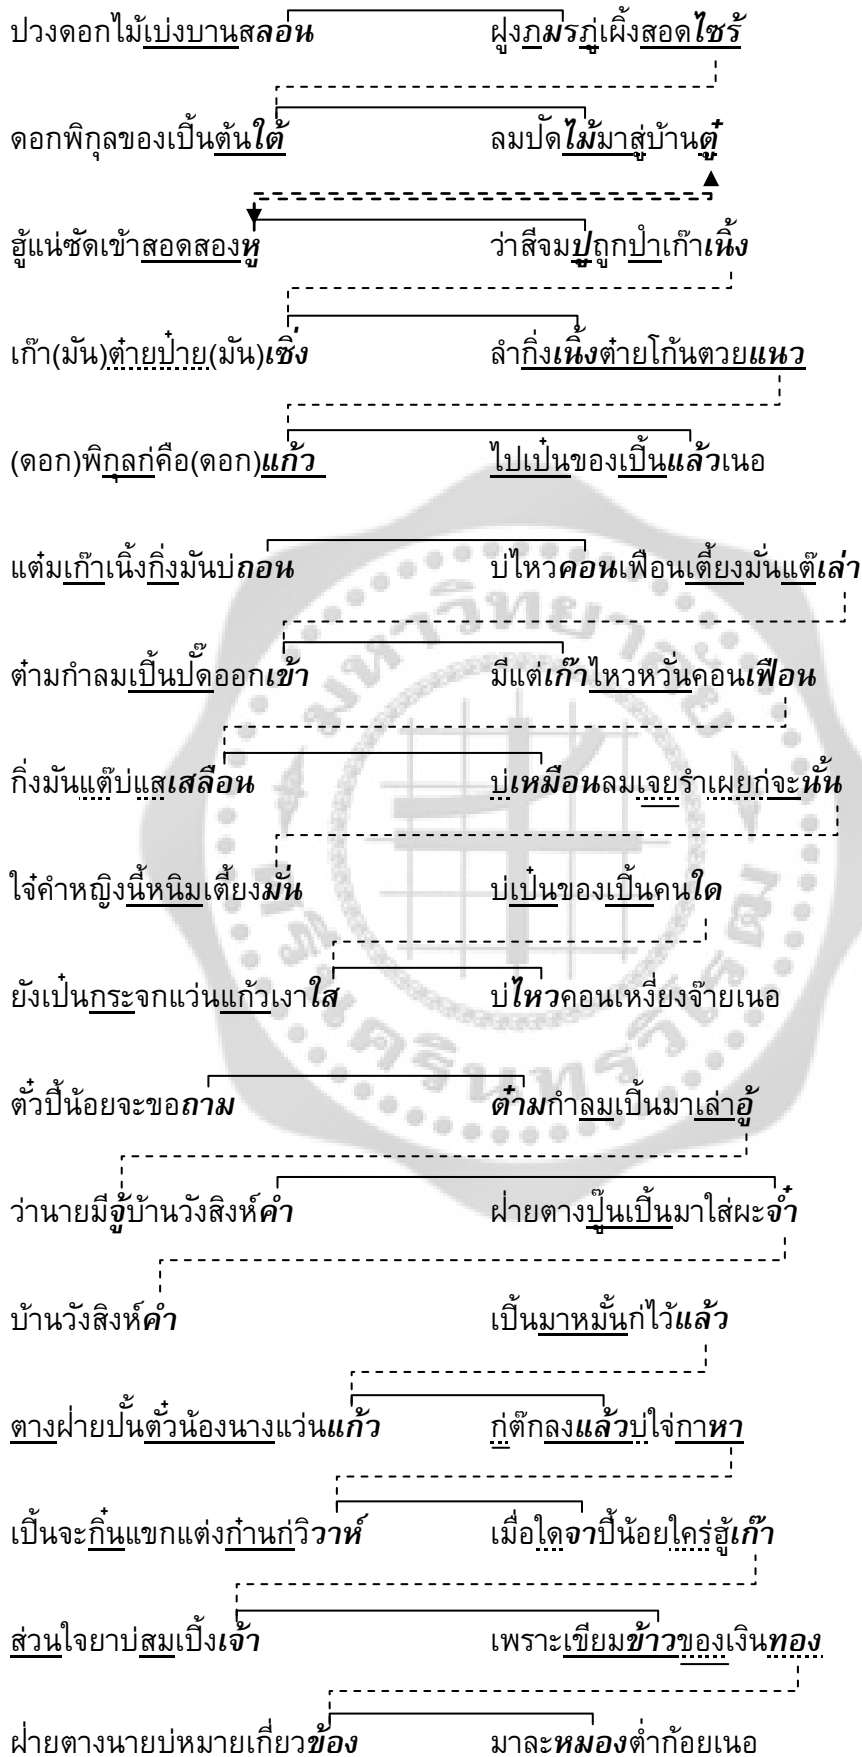 ปวงดอกไม้เบ่งบานสลอน ฝูงภมรภู่เผิ้งสอดไซร้
ดอกพิกุลของเปิ้นต้นใต้ ลมปัดไม้มาสู่บ้านตู๋
ฮู้แน่ซัดเข้าสอดสองหู ว่าสีจมปูถูกป๋าเก๊าเนิ้ง
เก๊า(มัน)ต๋ายป๋าย(มัน)เซิ่ง ลำกิ่งเนิ้งต๋ายโก้นตวยแนว
(ดอก)พิกุลก่คือ(ดอก)แก้ว ไปเป๋นของเปิ้นแล้วเนอ
แต๋มเก๊าเนิ้งกิ่งมันบ่ถอน บ่ไหวคอนเฟือนเตี้ยงมั่นแต๊เล่า
ต๋ามกำลมเปิ้นปั๊ดออกเข้า มีแต่เก๊าไหวหวั่นคอนเฟือน
กิ่งมันแต๊บ่แสเสลือน บ่เหมือนลมเจยรำเผยก่จะนั้น
ใจ๋คำหญิงนี้หนิมเตี้ยงมั่น บ่เป๋นของเปิ้นคนใด
ยังเป๋นกระจกแว่นแก้วเงาใส บ่ไหวคอนเหงี่ยงจ๊ายเนอ
ตั๋วปี้น้อยจะขอถาม ต๋ามกำลมเปิ้นมาเล่าอู้
ว่านายมีจู้บ้านวังสิงห์คำ ฝ่ายตางปู๊นเปิ้นมาใส่ผะจ๋ำ
บ้านวังสิงห์คำ เปิ้นมาหมั้นก่ไว้แล้ว
ตางฝ่ายปั้นตั๋วน้องนางแว่นแก้ว ก่ต๊กลงแล้วบ่ใจ่กาหา
เปิ้นจะกิ๋นแขกแต่งก๋านก่วิวาห์ เมื่อใดจาปี้น้อยใคร่ฮู้เก๊า
ส่วนใจยาบ่สมเปิ้งเจ้า เพราะเขียมข้าวของเงินทอง
ฝ่ายตางนายบ่หมายเกี่ยวข้อง มาละหมองต่ำก้อยเนอ
มหาวิทยาลัย
ศรีนครินทรวิโรฒ